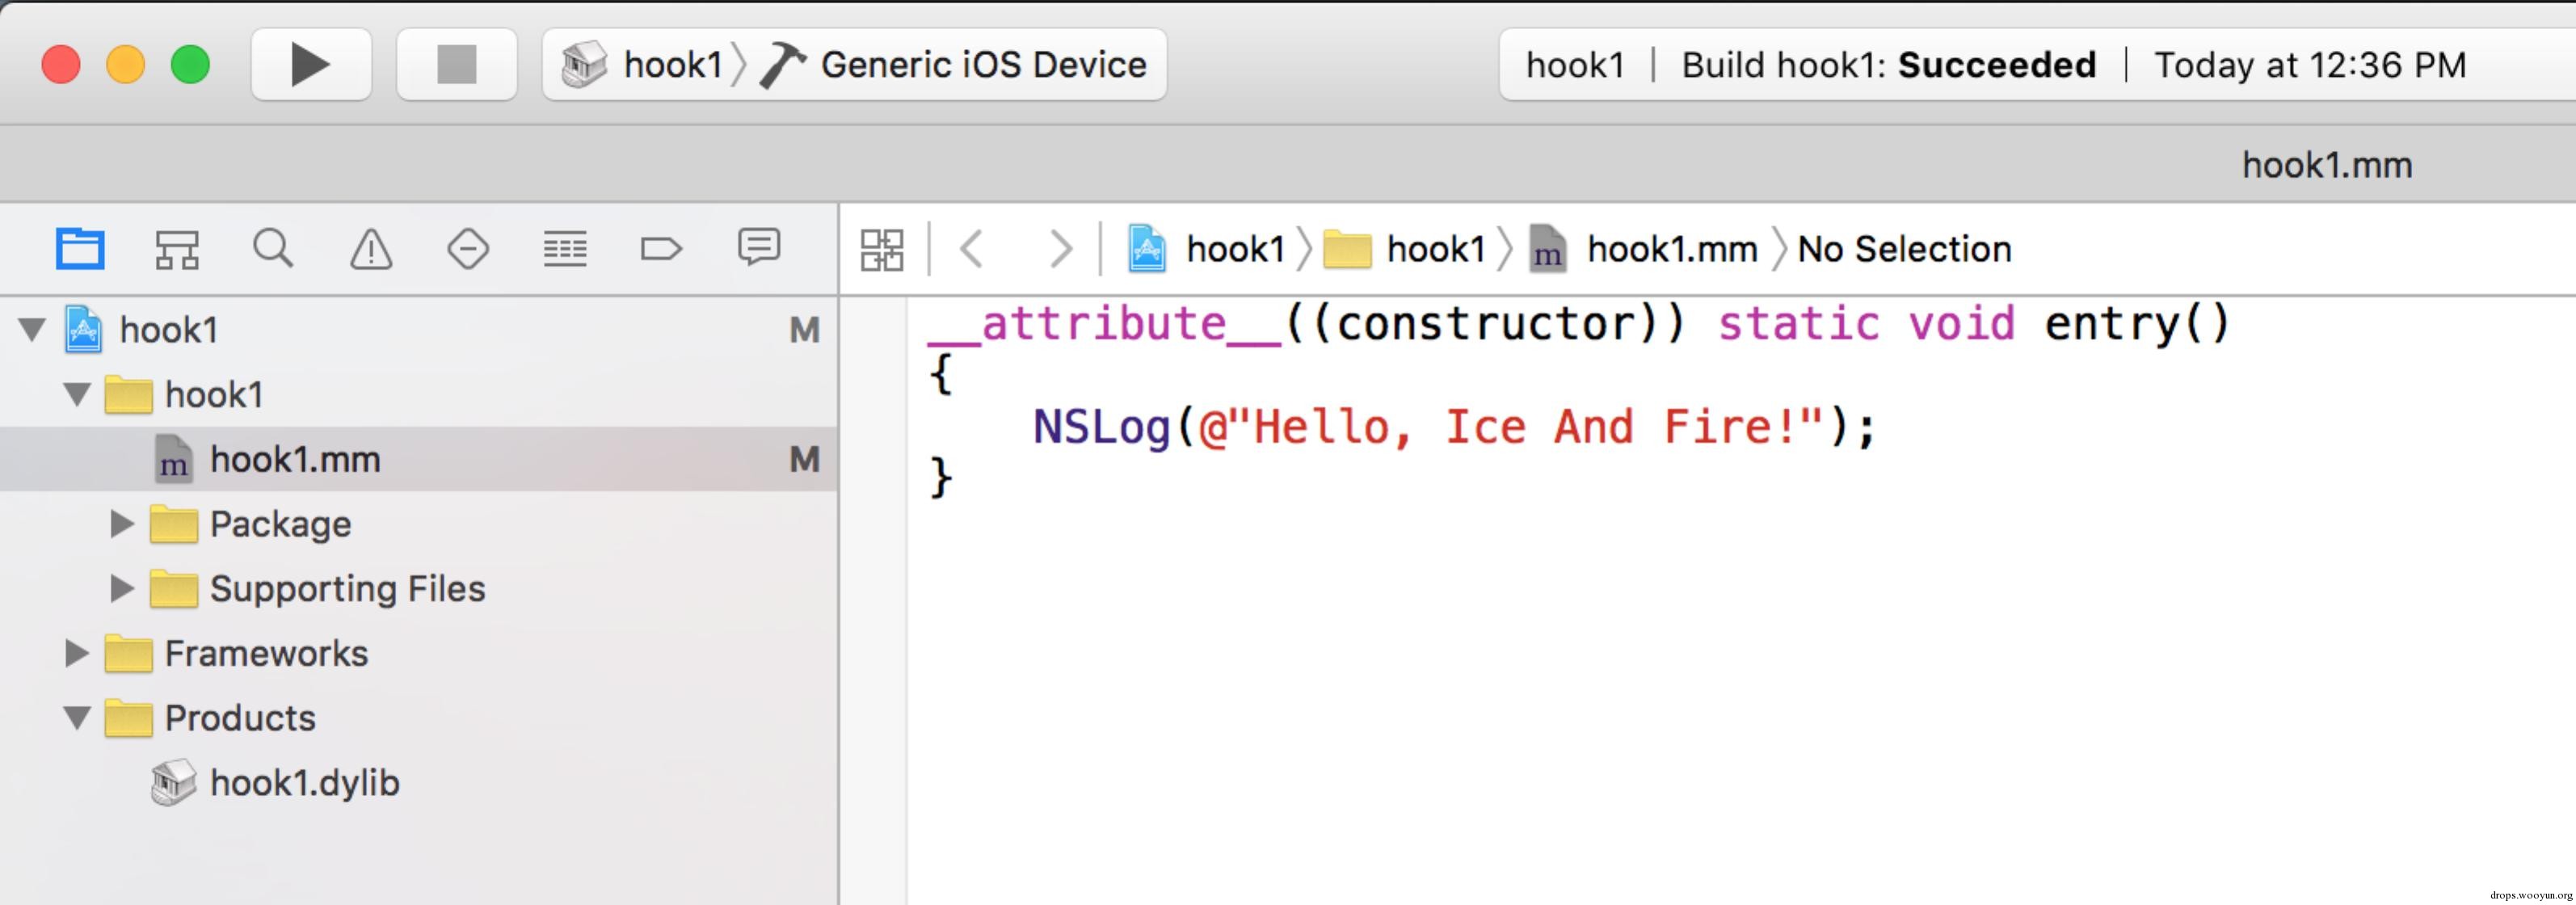 hook1 〉 Generic iOS Device
hook1 | Build hook1: Succeeded | Today at 12:36 PM
hook1.mm
hook1 〉 hook1 〉 m hook1.mm 〉 No Selection
hook1 M
hook1
m hook1.mm M
Package
Supporting Files
Frameworks
Products
hook1.dylib
__attribute__((constructor)) static void entry()
{
NSLog(@"Hello, Ice And Fire!");
}
drops.wooyun.org